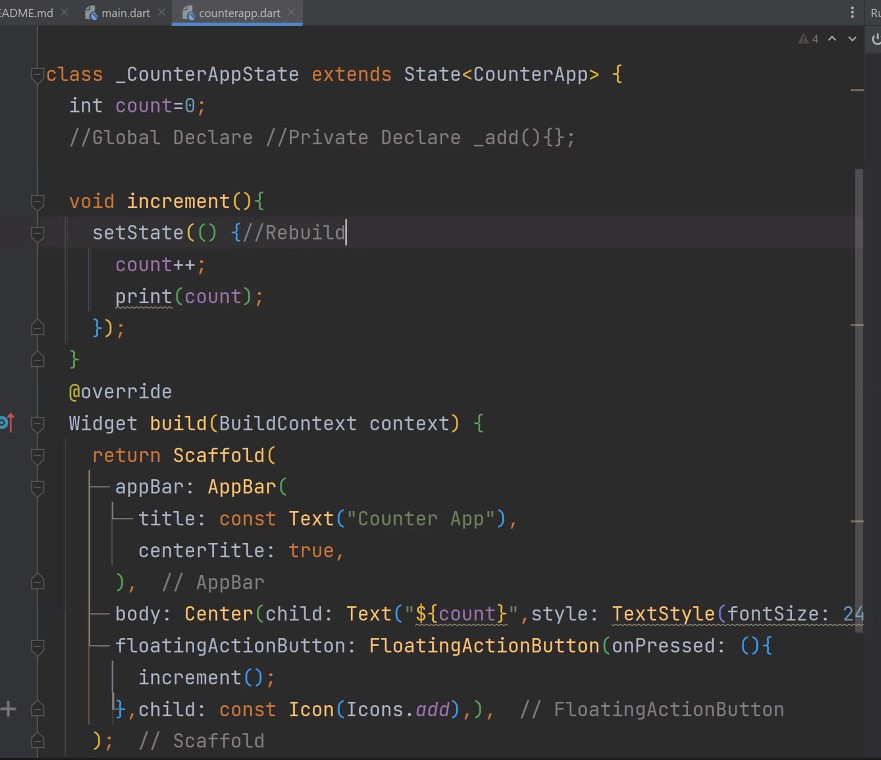 ADME.md main.dart counterapp.dart Ru
4
class _CounterAppState extends State<CounterApp> {
int count=0;
//Global Declare //Private Declare _add(){};
void increment(){
setState(() {//Rebuild
count++;
print(count);
});
}
@override
Widget build(BuildContext context) {
return Scaffold(
appBar: AppBar(
title: const Text("Counter App"),
centerTitle: true,
), // AppBar
body: Center(child: Text("${count}",style: TextStyle(fontSize: 24
floatingActionButton: FloatingActionButton(onPressed: (){
increment();
},child: const Icon(Icons.add),), // FloatingActionButton
); // Scaffold